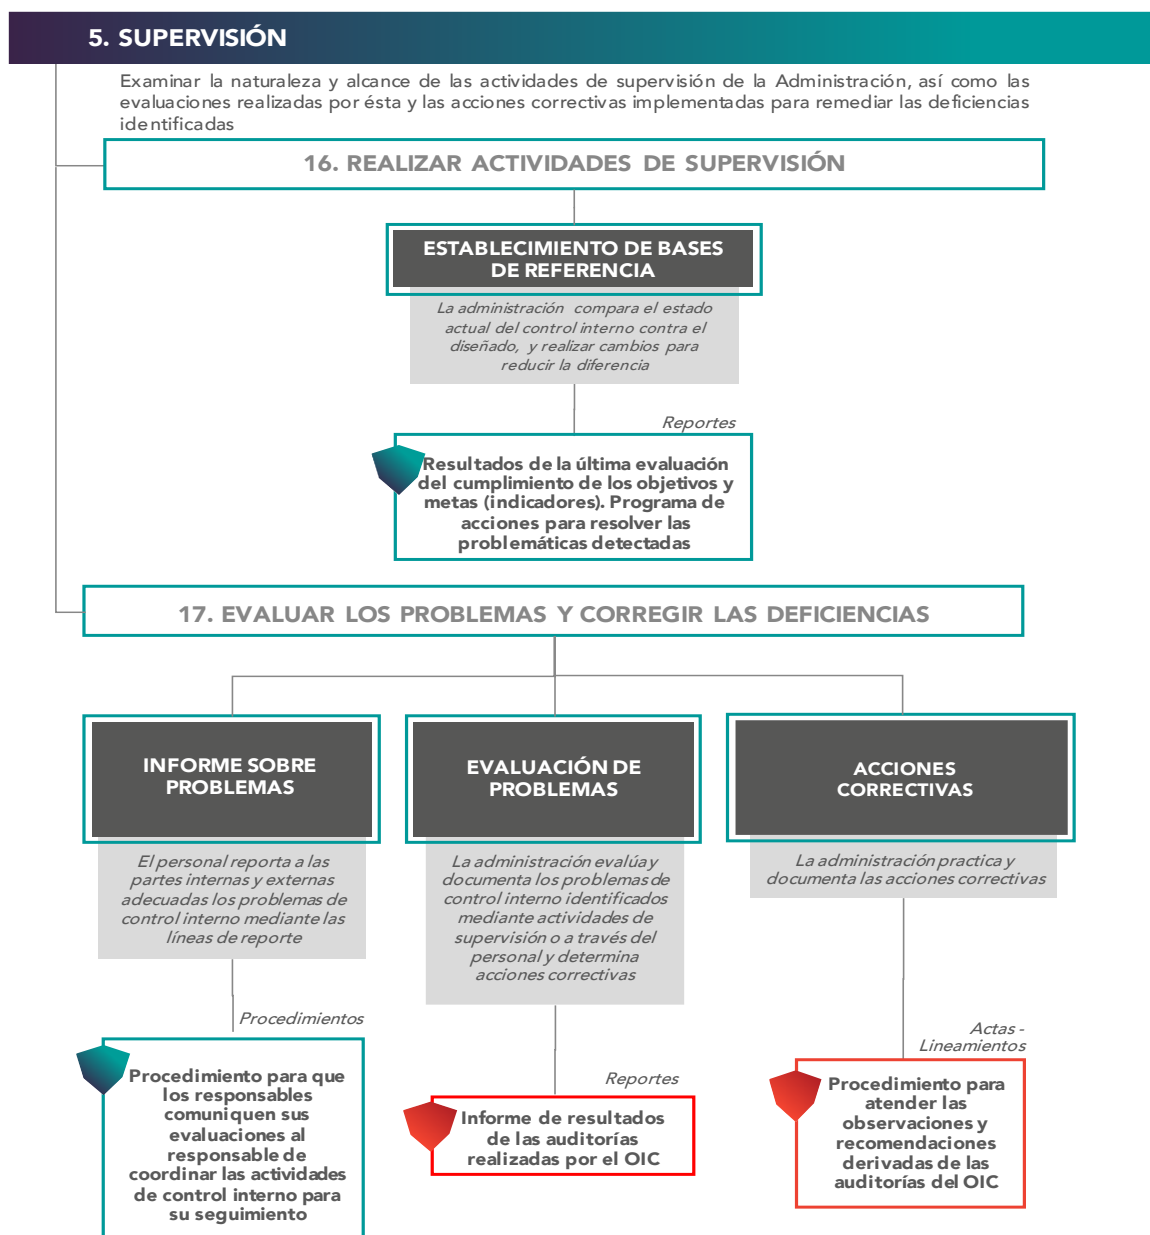 5. SUPERVISIÓN
Examinar la naturaleza y alcance de las actividades de supervisión de la Administración, así como las
evaluaciones realizadas por ésta y las acciones correctivas implementadas para remediar las deficiencias
identificadas
16. REALIZAR ACTIVIDADES DE SUPERVISIÓN
ESTABLECIMIENTO DE BASES
DE REFERENCIA
La administración compara el estado
actual del control interno contra el
diseñado, y realizar cambios para
reducir la diferencia
Reportes
Resultados de la última evaluación
del cumplimiento de los objetivos y
metas (indicadores). Programa de
acciones para resolver las
problemáticas detectadas
17. EVALUAR LOS PROBLEMAS Y CORREGIR LAS DEFICIENCIAS
INFORME SOBRE
PROBLEMAS
El personal reporta a las
partes internas y externas
adecuadas los problemas de
control interno mediante las
líneas de reporte
Procedimientos
Procedimiento para que
los responsables
comuniquen sus
evaluaciones al
responsable de
coordinar las actividades
de control interno para
su seguimiento
EVALUACIÓN DE
PROBLEMAS
La administración evalúa y
documenta los problemas de
control interno identificados
mediante actividades de
supervisión o a través del
personal y determina
acciones correctivas
Reportes
Informe de resultados
de las auditorías
realizadas por el OIC
ACCIONES
CORRECTIVAS
La administración practica y
documenta las acciones correctivas
Actas -
Lineamientos
Procedimiento para
atender las
observaciones y
recomendaciones
derivadas de las
auditorías del OIC